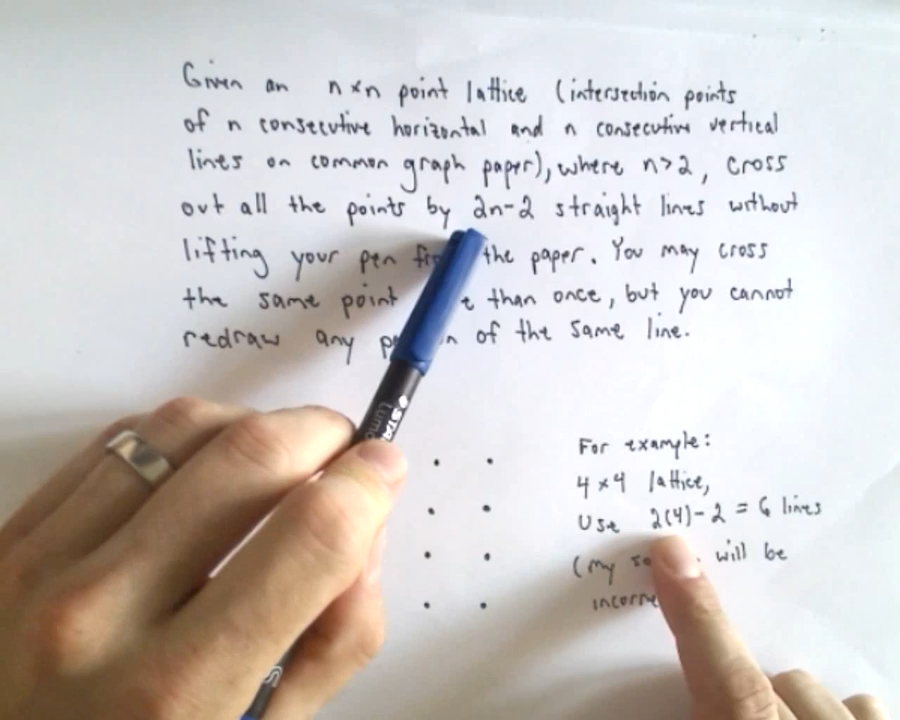 Given an n×n point lattice (intersection points
of n consecutive horizontal and n consecutive vertical
lines on common graph paper), where n>2, cross
out all the points by 2n-2 straight lines without
lifting your pen the paper. You may cross
the same point than once, but you cannot
redraw any of the same line.
For example:
4×4 lattice,
Use 2(4)-2 = 6 lines
(my will be